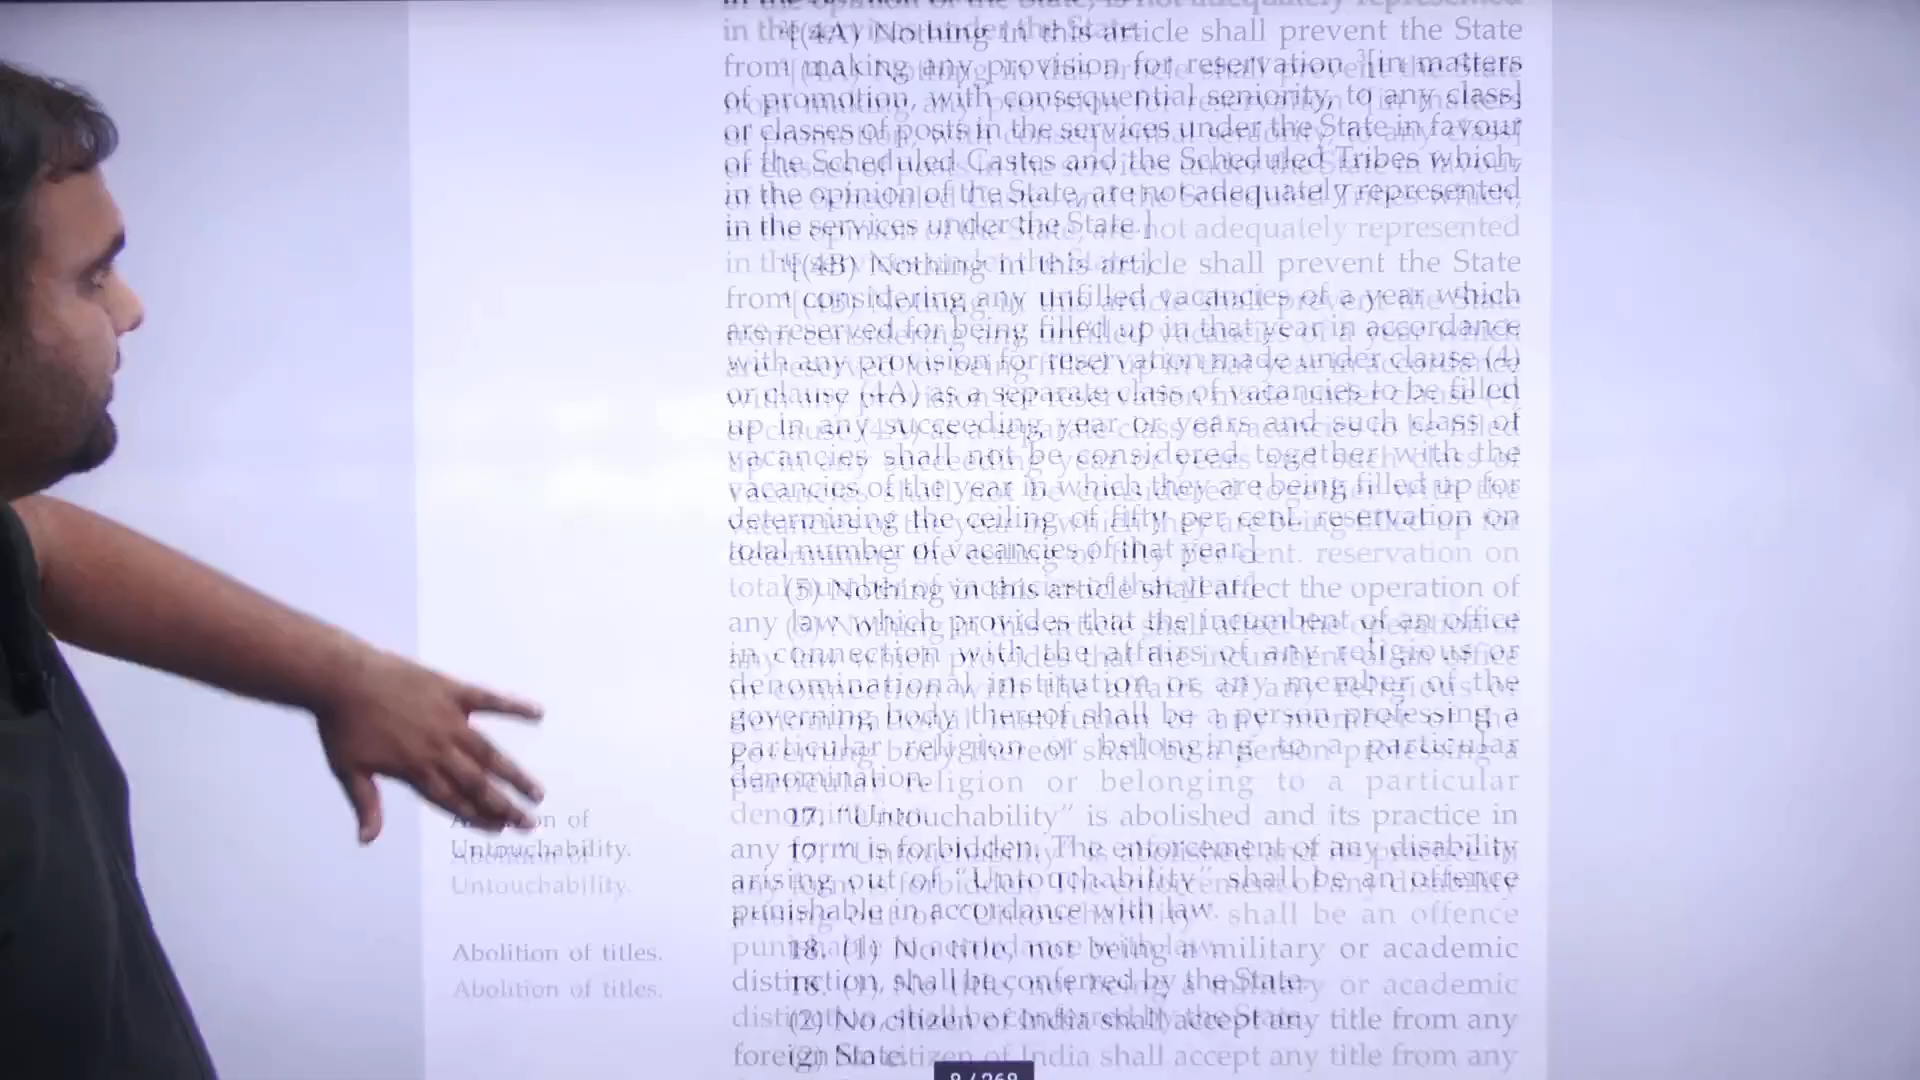 in the services under the State.
[(4A) Nothing in this article shall prevent the State
from making any provision for reservation 3[in matters
of promotion, with consequential seniority, to any class]
or classes of posts in the services under the State in favour
of the Scheduled Castes and the Scheduled Tribes which,
in the opinion of the State, are not adequately represented
in the services under the State.]
[(4B) Nothing in this article shall prevent the State
from considering any unfilled vacancies of a year which
are reserved for being filled up in that year in accordance
with any provision for reservation made under clause (4)
or clause (4A) as a separate class of vacancies to be filled
up in any succeeding year or years and such class of
vacancies shall not be considered together with the
vacancies of the year in which they are being filled up for
determining the ceiling of fifty per cent. reservation on
total number of vacancies of that year.]
(5) Nothing in this article shall affect the operation of
any law which provides that the incumbent of an office
in connection with the affairs of any religious or
denominational institution or any member of the
governing body thereof shall be a person professing a
particular religion or belonging to a particular
denomination.
Abolition of
Untouchability.
17. "Untouchability" is abolished and its practice in
any form is forbidden. The enforcement of any disability
arising out of "Untouchability" shall be an offence
punishable in accordance with law.
Abolition of titles.
18. (1) No title, not being a military or academic
distinction, shall be conferred by the State.
(2) No citizen of India shall accept any title from any
foreign State.
8 / 268